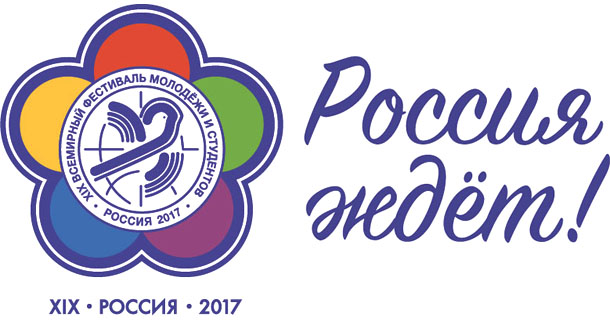 XIX ВСЕМИРНЫЙ ФЕСТИВАЛЬ МОЛОДЁЖИ И СТУДЕНТОВ
• РОССИЯ 2017 •
XIX • РОССИЯ • 2017
Россия
ждёт!